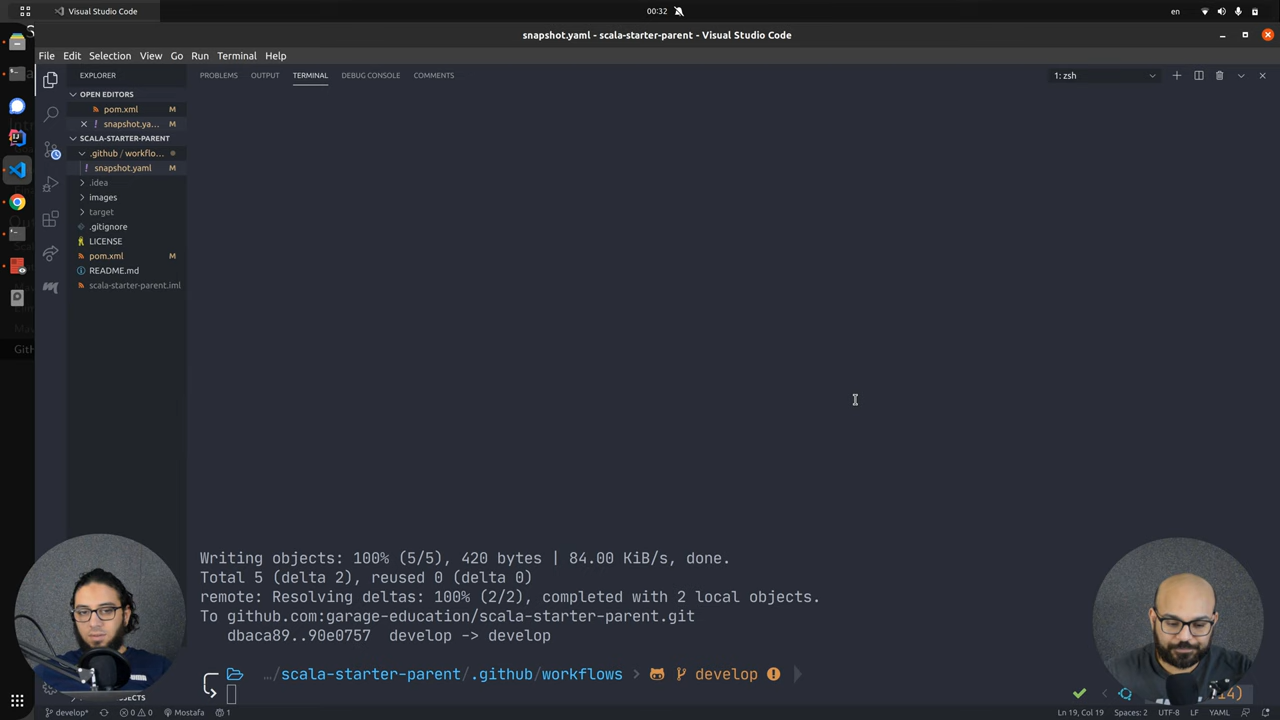 Visual Studio Code
00:32
en
snapshot.yaml - scala-starter-parent - Visual Studio Code
File Edit Selection View Go Run Terminal Help
EXPLORER
PROBLEMS OUTPUT TERMINAL DEBUG CONSOLE COMMENTS
1: zsh
OPEN EDITORS
pom.xml M
snapshot.ya... M
SCALA-STARTER-PARENT
.github / workflo...
snapshot.yaml M
.idea
images
target
.gitignore
LICENSE
pom.xml M
README.md
scala-starter-parent.iml
GitH
Writing objects: 100% (5/5), 420 bytes | 84.00 KiB/s, done.
Total 5 (delta 2), reused 0 (delta 0)
remote: Resolving deltas: 100% (2/2), completed with 2 local objects.
To github.com:garage-education/scala-starter-parent.git
dbaca89..90e0757 develop -> develop
…/scala-starter-parent/.github/workflows > develop
develop* 0 0 Mostafa 1
Ln 19, Col 19 Spaces: 2 UTF-8 LF YAML